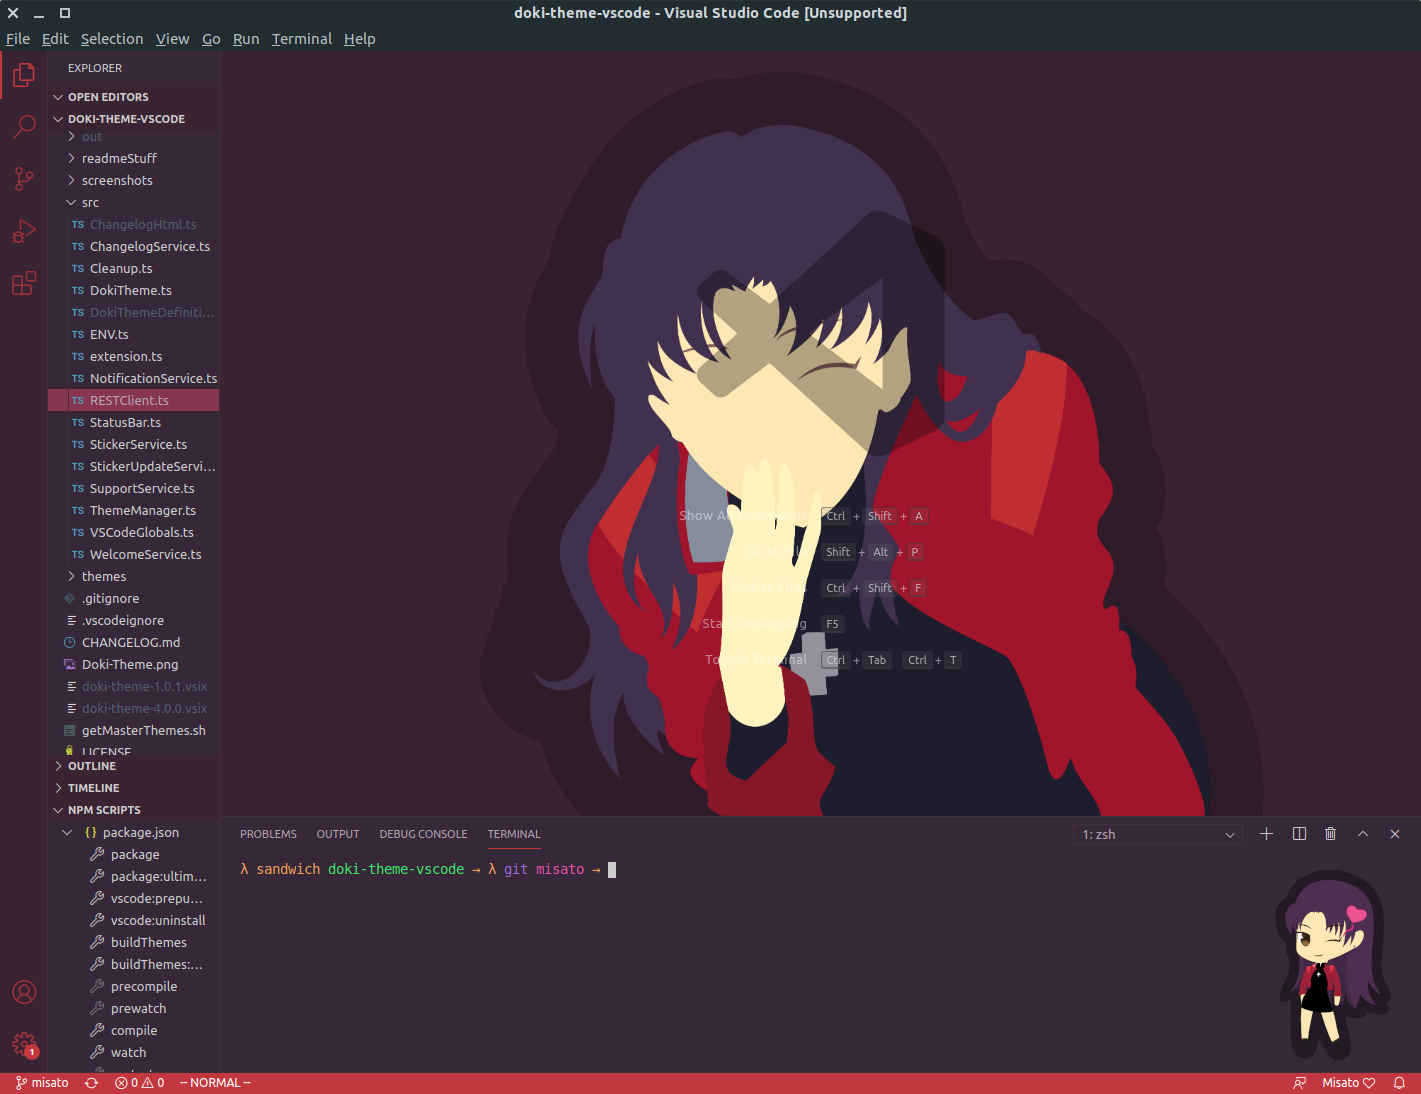 doki-theme-vscode - Visual Studio Code [Unsupported]
File Edit Selection View Go Run Terminal Help
EXPLORER
OPEN EDITORS
DOKI-THEME-VSCODE
out
readmeStuff
screenshots
src
TS ChangelogHtml.ts
TS ChangelogService.ts
TS Cleanup.ts
TS DokiTheme.ts
TS DokiThemeDefiniti...
TS ENV.ts
TS extension.ts
TS NotificationService.ts
TS RESTClient.ts
TS StatusBar.ts
TS StickerService.ts
TS StickerUpdateServi...
TS SupportService.ts
TS ThemeManager.ts
TS VSCodeGlobals.ts
TS WelcomeService.ts
themes
.gitignore
.vscodeignore
CHANGELOG.md
Doki-Theme.png
doki-theme-1.0.1.vsix
doki-theme-4.0.0.vsix
getMasterThemes.sh
LICENSE
OUTLINE
TIMELINE
NPM SCRIPTS
{} package.json
package
package:ultim...
vscode:prepu...
vscode:uninstall
buildThemes
buildThemes:...
precompile
prewatch
compile
watch
Show All Commands Ctrl + Shift + A
Go to File Shift + Alt + P
Find in Files Ctrl + Shift + F
Start Debugging F5
Toggle Terminal Ctrl + Tab Ctrl + T
PROBLEMS OUTPUT DEBUG CONSOLE TERMINAL 1: zsh
λ sandwich doki-theme-vscode → λ git misato →
1
misato 0 0 -- NORMAL -- Misato ♡